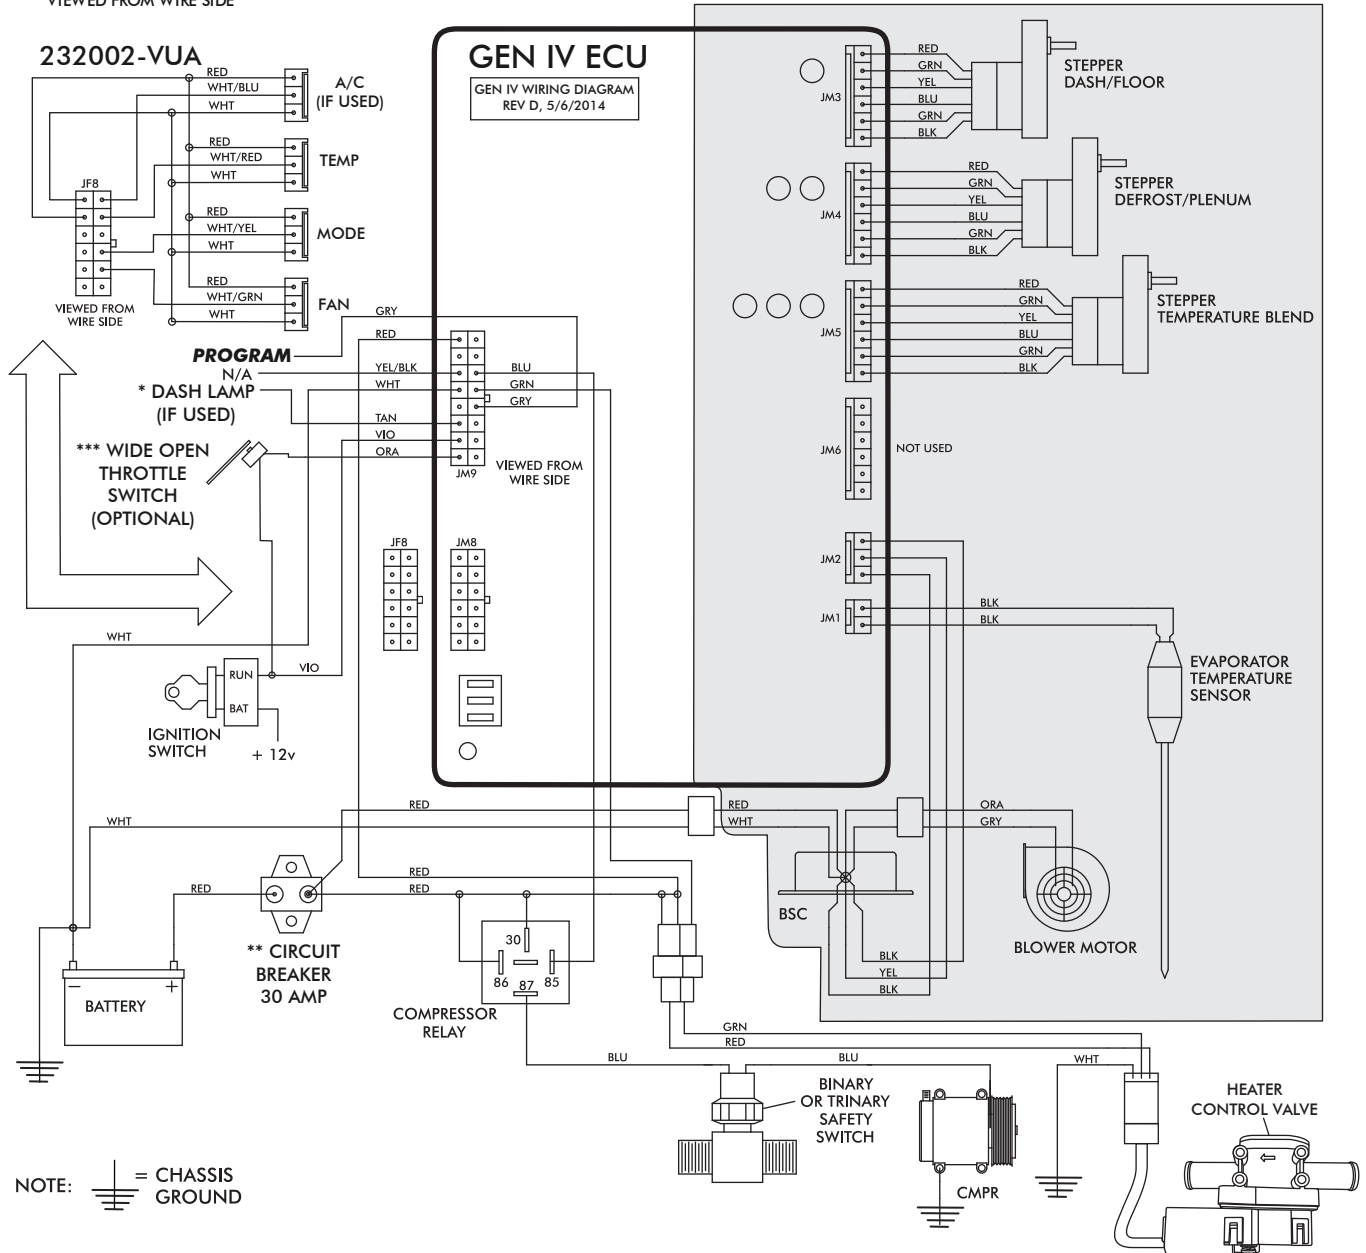 VIEWED FROM WIRE SIDE
232002-VUA
RED
WHT/BLU
WHT
A/C
(IF USED)
RED
WHT/RED
WHT
TEMP
JF8
RED
WHT/YEL
WHT
MODE
RED
WHT/GRN
WHT
FAN
VIEWED FROM
WIRE SIDE
GEN IV ECU
GEN IV WIRING DIAGRAM
REV D, 5/6/2014
JM3
RED
GRN
YEL
BLU
GRN
BLK
STEPPER
DASH/FLOOR
JM4
RED
GRN
YEL
BLU
GRN
BLK
STEPPER
DEFROST/PLENUM
JM5
RED
GRN
YEL
BLU
GRN
BLK
STEPPER
TEMPERATURE BLEND
GRY
RED
PROGRAM
N/A
YEL/BLK
BLU
* DASH LAMP
(IF USED)
WHT
GRN
GRY
TAN
VIO
ORA
JM9
VIEWED FROM
WIRE SIDE
*** WIDE OPEN
THROTTLE
SWITCH
(OPTIONAL)
JM6
NOT USED
JF8
JM8
JM2
JM1
BLK
BLK
EVAPORATOR
TEMPERATURE
SENSOR
WHT
RUN
VIO
BAT
IGNITION
SWITCH
+ 12v
RED
RED
ORA
WHT
WHT
GRY
RED
RED
RED
BSC
BLOWER MOTOR
** CIRCUIT
BREAKER
30 AMP
30
86
87
85
COMPRESSOR
RELAY
BLK
YEL
BLK
−
+
BATTERY
GRN
RED
BLU
BLU
WHT
BINARY
OR TRINARY
SAFETY
SWITCH
CMPR
HEATER
CONTROL VALVE
NOTE:
= CHASSIS
GROUND